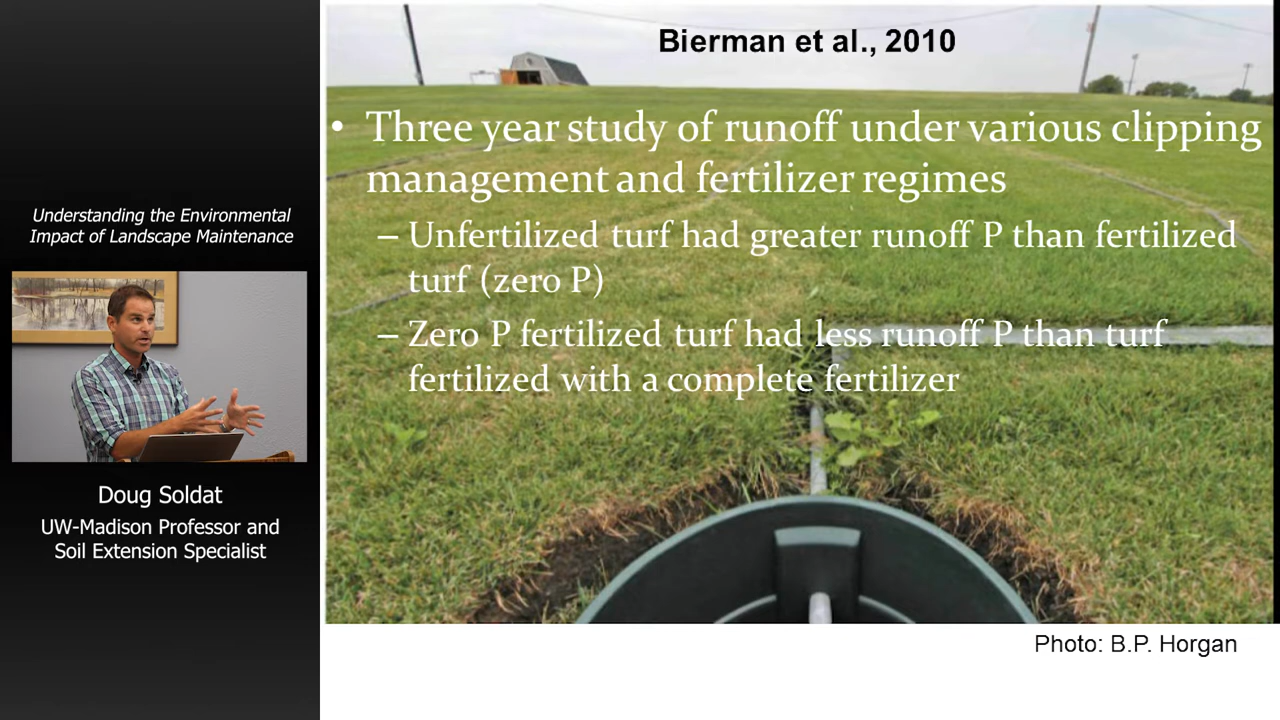 Understanding the Environmental
Impact of Landscape Maintenance
Doug Soldat
UW-Madison Professor and
Soil Extension Specialist
Bierman et al., 2010
• Three year study of runoff under various clipping
management and fertilizer regimes
– Unfertilized turf had greater runoff P than fertilized
turf (zero P)
– Zero P fertilized turf had less runoff P than turf
fertilized with a complete fertilizer
Photo: B.P. Horgan